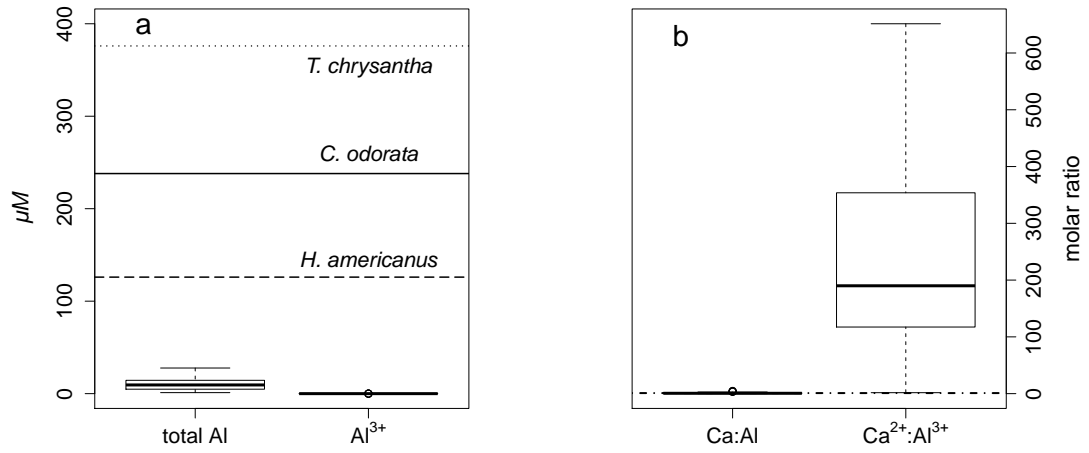 a
400
300
200
100
0
µM
T. chrysantha
C. odorata
H. americanus
total Al
Al³⁺
b
600
500
400
300
200
100
0
molar ratio
Ca:Al
Ca²⁺:Al³⁺